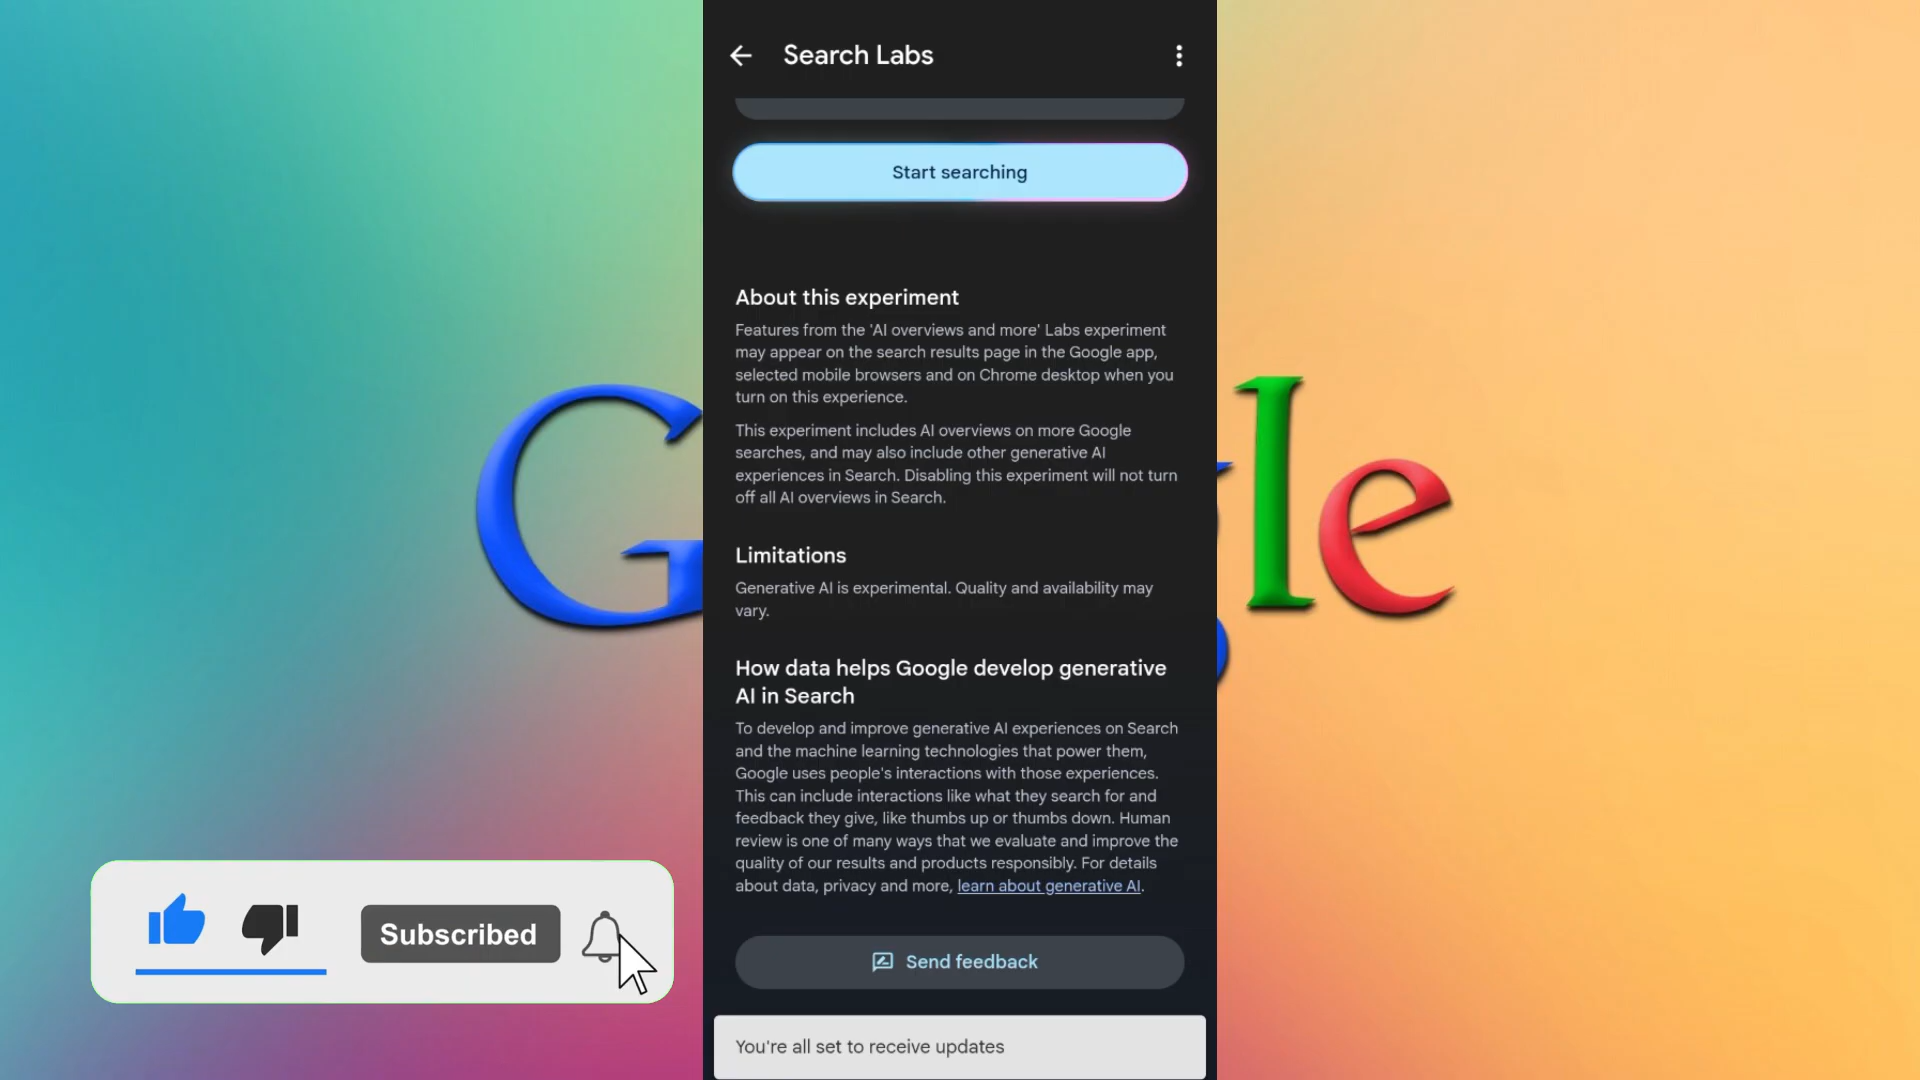 Search Labs
Start searching
About this experiment
Features from the 'AI overviews and more' Labs experiment
may appear on the search results page in the Google app,
selected mobile browsers and on Chrome desktop when you
turn on this experience.
This experiment includes AI overviews on more Google
searches, and may also include other generative AI
experiences in Search. Disabling this experiment will not turn
off all AI overviews in Search.
Limitations
Generative AI is experimental. Quality and availability may
vary.
How data helps Google develop generative
AI in Search
To develop and improve generative AI experiences on Search
and the machine learning technologies that power them,
Google uses people's interactions with those experiences.
This can include interactions like what they search for and
feedback they give, like thumbs up or thumbs down. Human
review is one of many ways that we evaluate and improve the
quality of our results and products responsibly. For details
about data, privacy and more, learn about generative AI.
Send feedback
You're all set to receive updates
G le
Subscribed